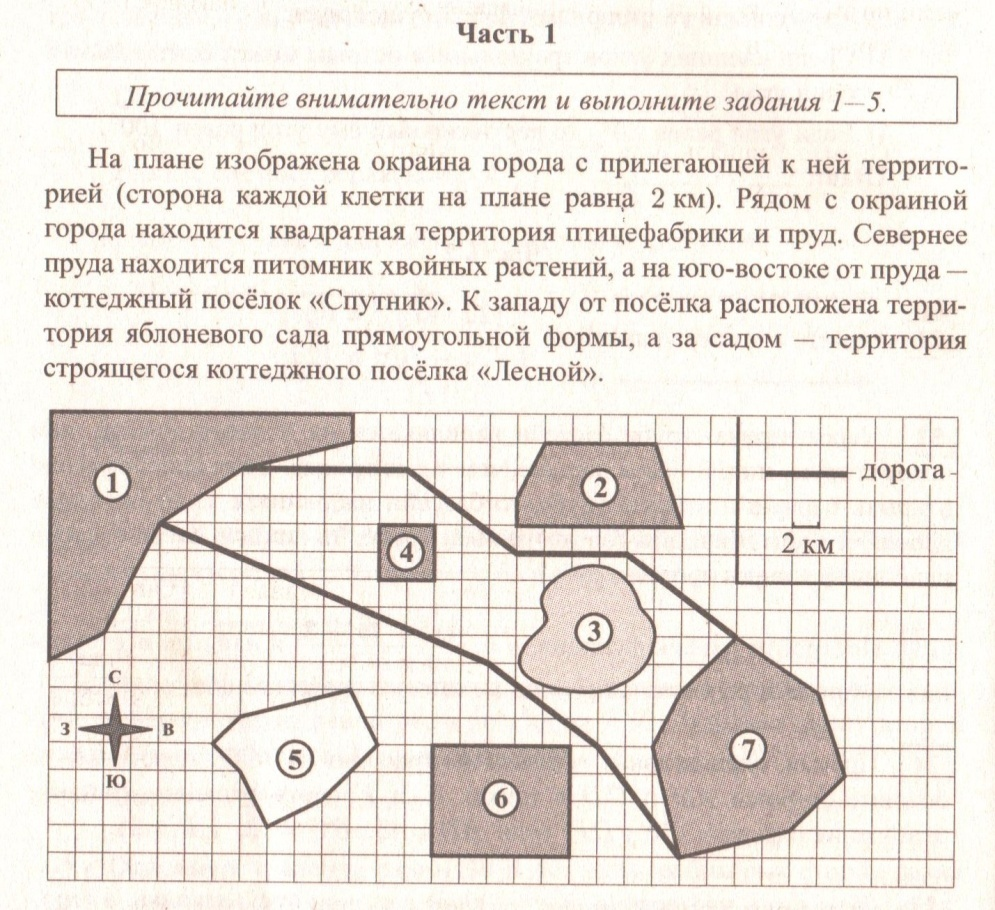 Часть 1
Прочитайте внимательно текст и выполните задания 1—5.
На плане изображена окраина города с прилегающей к ней террито-
рией (сторона каждой клетки на плане равна 2 км). Рядом с окраиной
города находится квадратная территория птицефабрики и пруд. Севернее
пруда находится питомник хвойных растений, а на юго-востоке от пруда —
коттеджный посёлок «Спутник». К западу от посёлка расположена терри-
тория яблоневого сада прямоугольной формы, а за садом — территория
строящегося коттеджного посёлка «Лесной».
1
2
дорога
4
2 км
3
С
З
В
Ю
5
7
6